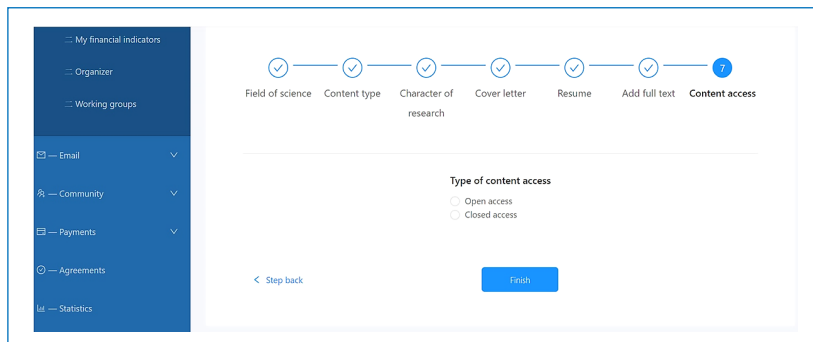 My financial indicators
Organizer
Working groups
— Email
— Community
— Payments
— Agreements
— Statistics
Field of science Content type Character of research Cover letter Resume Add full text 7 Content access
Type of content access
Open access
Closed access
< Step back
Finish